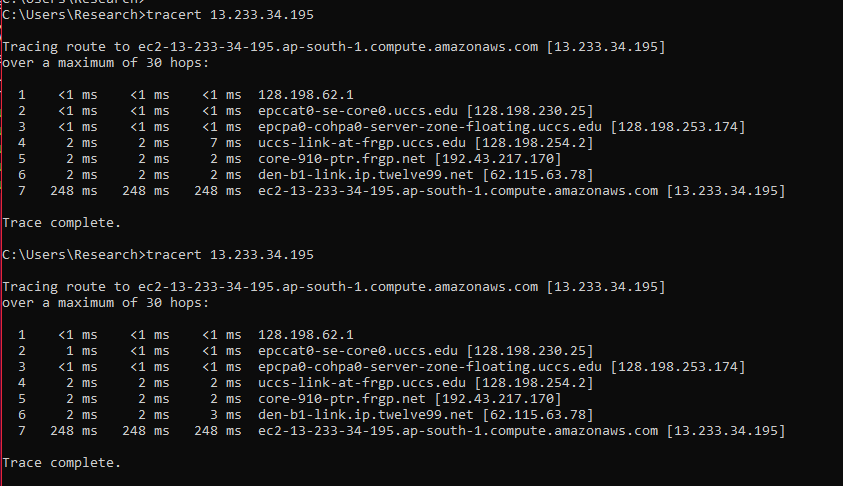 C:\Users\Research>tracert 13.233.34.195
Tracing route to ec2-13-233-34-195.ap-south-1.compute.amazonaws.com [13.233.34.195]
over a maximum of 30 hops:
1 <1 ms <1 ms <1 ms 128.198.62.1
2 <1 ms <1 ms <1 ms epccat0-se-core0.uccs.edu [128.198.230.25]
3 <1 ms <1 ms <1 ms epcpa0-cohpa0-server-zone-floating.uccs.edu [128.198.253.174]
4 2 ms 2 ms 7 ms uccs-link-at-frgp.uccs.edu [128.198.254.2]
5 2 ms 2 ms 2 ms core-910-ptr.frgp.net [192.43.217.170]
6 2 ms 2 ms 2 ms den-b1-link.ip.twelve99.net [62.115.63.78]
7 248 ms 248 ms 248 ms ec2-13-233-34-195.ap-south-1.compute.amazonaws.com [13.233.34.195]
Trace complete.
C:\Users\Research>tracert 13.233.34.195
Tracing route to ec2-13-233-34-195.ap-south-1.compute.amazonaws.com [13.233.34.195]
over a maximum of 30 hops:
1 <1 ms <1 ms <1 ms 128.198.62.1
2 1 ms <1 ms <1 ms epccat0-se-core0.uccs.edu [128.198.230.25]
3 <1 ms <1 ms <1 ms epcpa0-cohpa0-server-zone-floating.uccs.edu [128.198.253.174]
4 2 ms 2 ms 2 ms uccs-link-at-frgp.uccs.edu [128.198.254.2]
5 2 ms 2 ms 2 ms core-910-ptr.frgp.net [192.43.217.170]
6 2 ms 2 ms 3 ms den-b1-link.ip.twelve99.net [62.115.63.78]
7 248 ms 248 ms 248 ms ec2-13-233-34-195.ap-south-1.compute.amazonaws.com [13.233.34.195]
Trace complete.